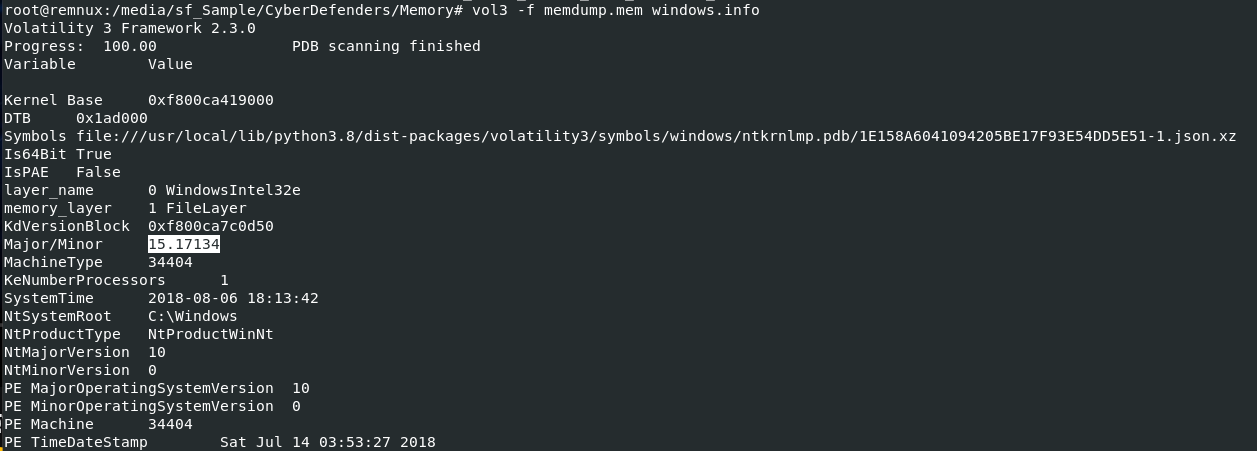 root@remnux:/media/sf_Sample/CyberDefenders/Memory# vol3 -f memdump.mem windows.info
Volatility 3 Framework 2.3.0
Progress:  100.00               PDB scanning finished
Variable        Value
Kernel Base     0xf800ca419000
DTB     0x1ad000
Symbols file:///usr/local/lib/python3.8/dist-packages/volatility3/symbols/windows/ntkrnlmp.pdb/1E158A6041094205BE17F93E54DD5E51-1.json.xz
Is64Bit True
IsPAE   False
layer_name      0 WindowsIntel32e
memory_layer    1 FileLayer
KdVersionBlock  0xf800ca7c0d50
Major/Minor     15.17134
MachineType     34404
KeNumberProcessors      1
SystemTime      2018-08-06 18:13:42
NtSystemRoot    C:\Windows
NtProductType   NtProductWinNt
NtMajorVersion  10
NtMinorVersion  0
PE MajorOperatingSystemVersion  10
PE MinorOperatingSystemVersion  0
PE Machine      34404
PE TimeDateStamp        Sat Jul 14 03:53:27 2018